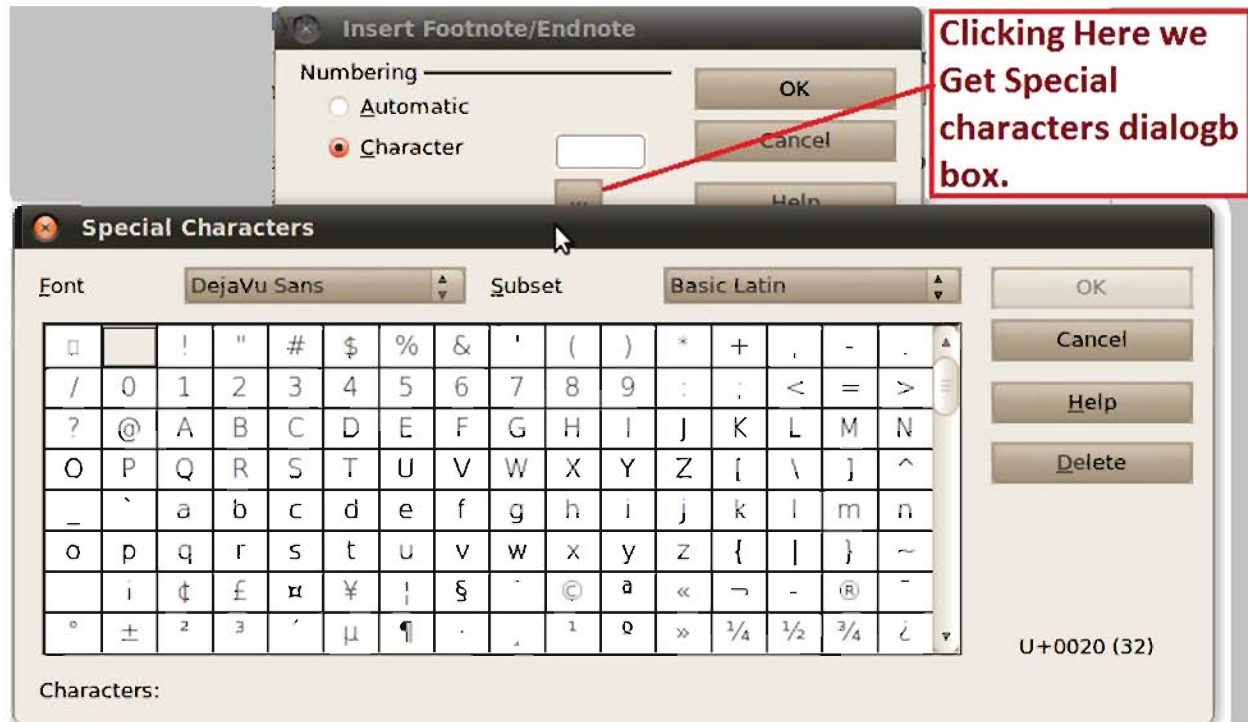 Insert Footnote/Endnote
Numbering
Automatic
Character
OK
Cancel
Help
...
Clicking Here we
Get Special
characters dialogb
box.
Special Characters
Font DejaVu Sans Subset Basic Latin
! " # $ % & ' ( ) * + , - .
/ 0 1 2 3 4 5 6 7 8 9 : ; < = >
? @ A B C D E F G H I J K L M N
O P Q R S T U V W X Y Z [ \ ] ^
_ ` a b c d e f g h i j k l m n
o p q r s t u v w x y z { | } ~
¡ ¢ £ ¤ ¥ ¦ § ¨ © ª « ¬ - ® ¯
° ± ² ³ ´ µ ¶ · ¸ ¹ º » ¼ ½ ¾ ¿
OK
Cancel
Help
Delete
U+0020 (32)
Characters: